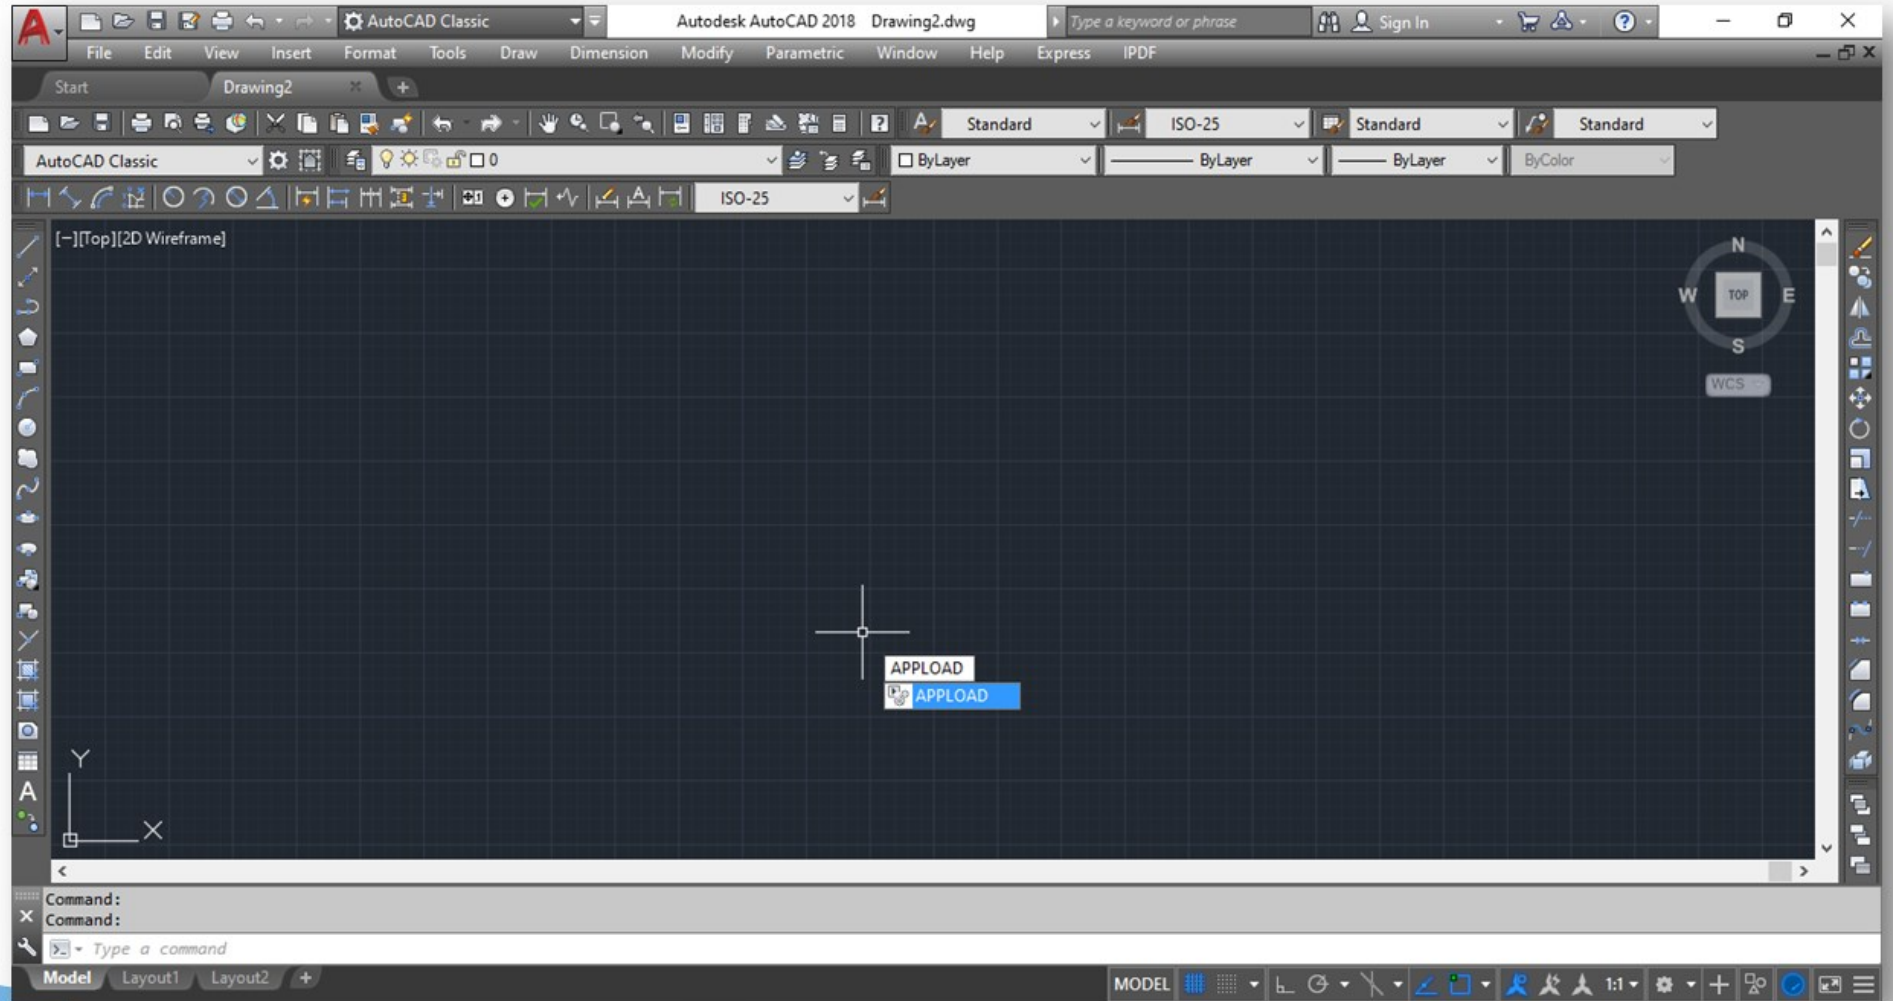 AutoCAD Classic
Autodesk AutoCAD 2018 Drawing2.dwg
Type a keyword or phrase
Sign In
File Edit View Insert Format Tools Draw Dimension Modify Parametric Window Help Express IPDF
Start Drawing2
Standard ISO-25 Standard Standard
AutoCAD Classic 0 ByLayer ByLayer ByLayer ByColor
ISO-25
[−][Top][2D Wireframe]
N
W TOP E
S
WCS
APPLOAD
APPLOAD
Y
X
A
Command:
Command:
Type a command
Model Layout1 Layout2 +
MODEL 1:1